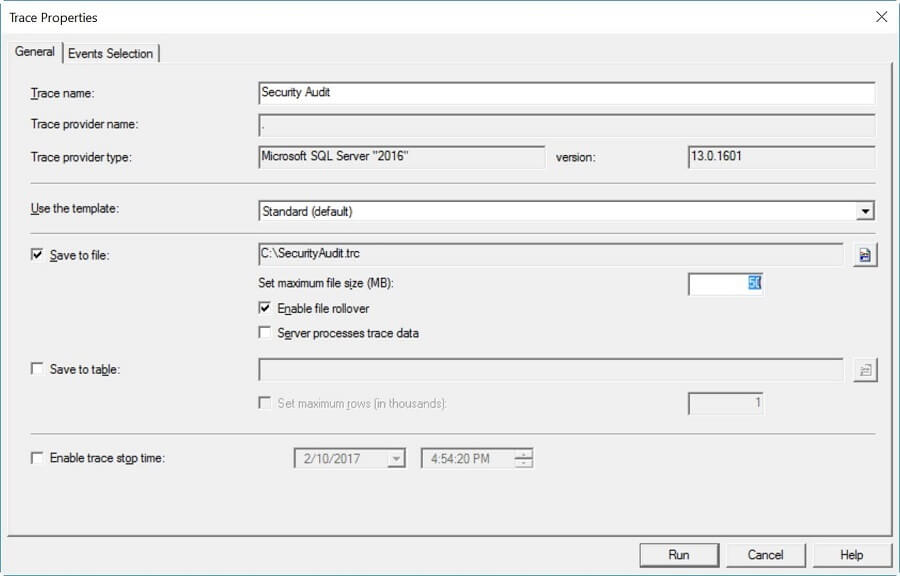 Trace Properties
General Events Selection
Trace name: Security Audit
Trace provider name: .
Trace provider type: Microsoft SQL Server "2016" version: 13.0.1601
Use the template: Standard (default)
Save to file: C:\SecurityAudit.trc
Set maximum file size (MB): 50
Enable file rollover
Server processes trace data
Save to table:
Set maximum rows (in thousands): 1
Enable trace stop time: 2/10/2017 4:54:20 PM
Run Cancel Help